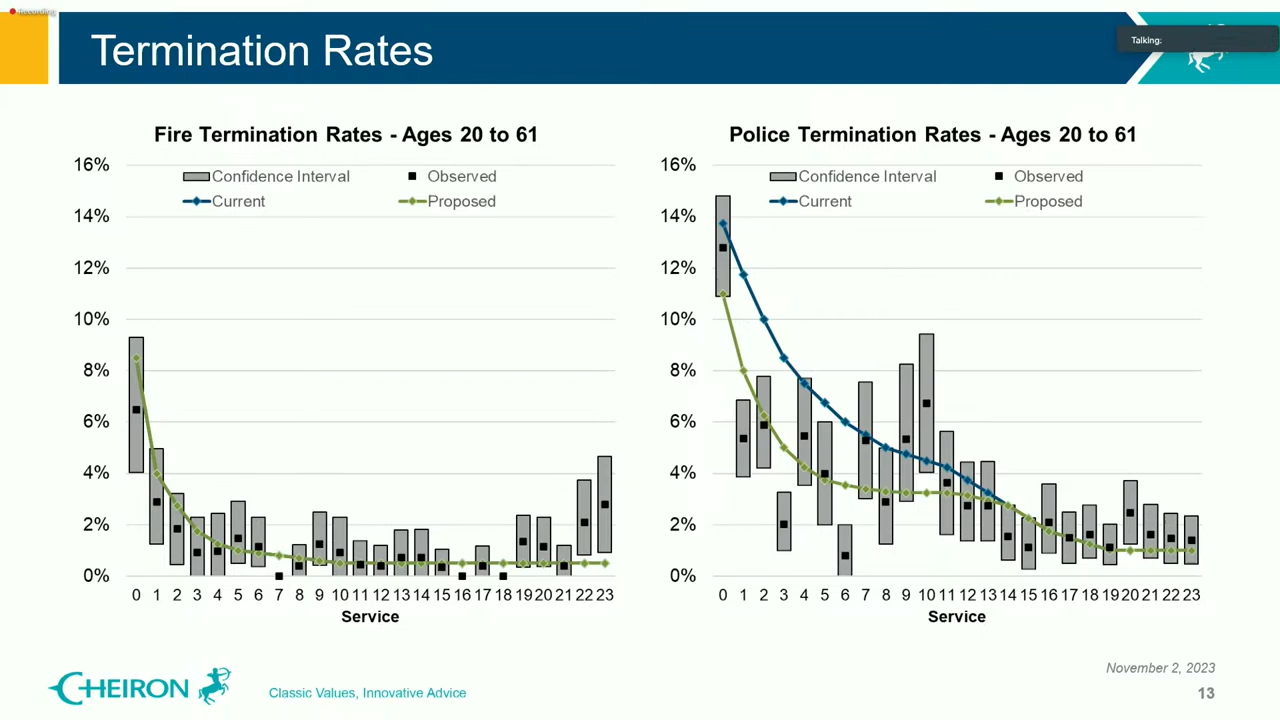 Recording
Talking:
Termination Rates
Fire Termination Rates - Ages 20 to 61
16%
14%
12%
10%
8%
6%
4%
2%
0%
Confidence Interval
Observed
Current
Proposed
0 1 2 3 4 5 6 7 8 9 10 11 12 13 14 15 16 17 18 19 20 21 22 23
Service
Police Termination Rates - Ages 20 to 61
16%
14%
12%
10%
8%
6%
4%
2%
0%
Confidence Interval
Observed
Current
Proposed
0 1 2 3 4 5 6 7 8 9 10 11 12 13 14 15 16 17 18 19 20 21 22 23
Service
November 2, 2023
CHEIRON
Classic Values, Innovative Advice
13